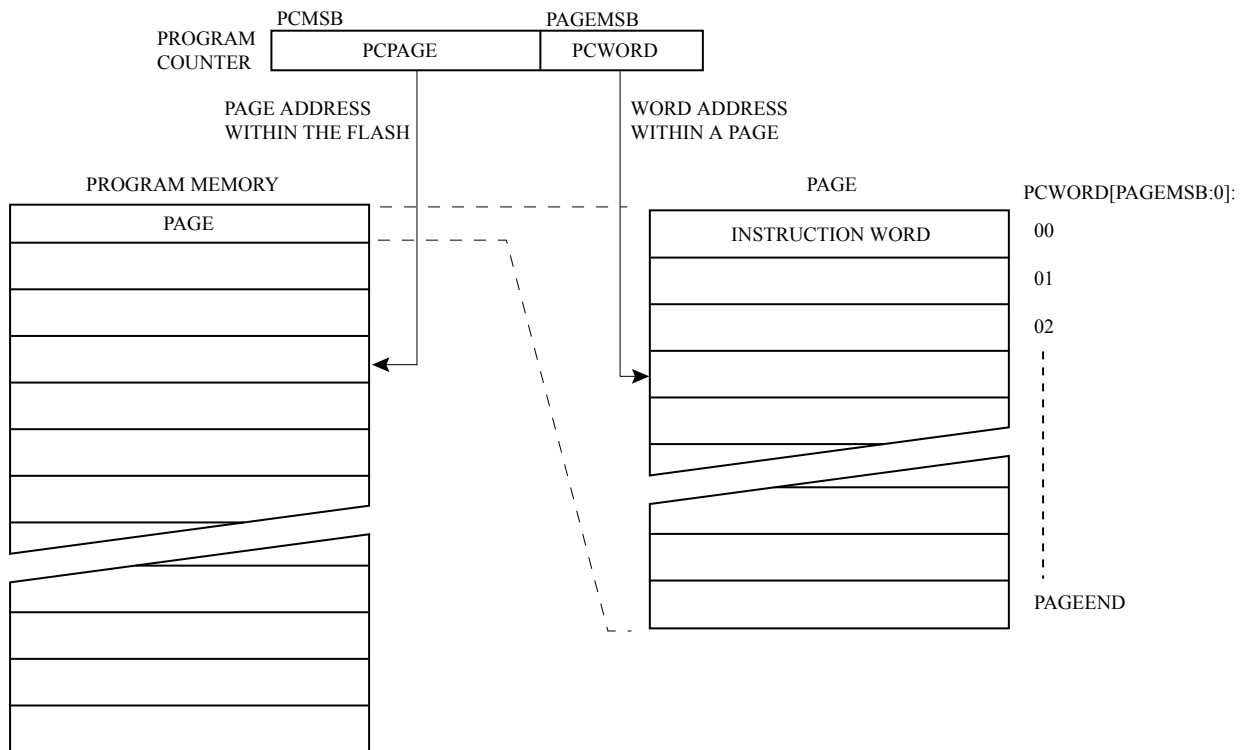 PCMSB
PAGEMSB
PROGRAM
COUNTER
PCPAGE
PCWORD
PAGE ADDRESS
WITHIN THE FLASH
WORD ADDRESS
WITHIN A PAGE
PROGRAM MEMORY
PAGE
PAGE
PCWORD[PAGEMSB:0]:
INSTRUCTION WORD
00
01
02
PAGEEND